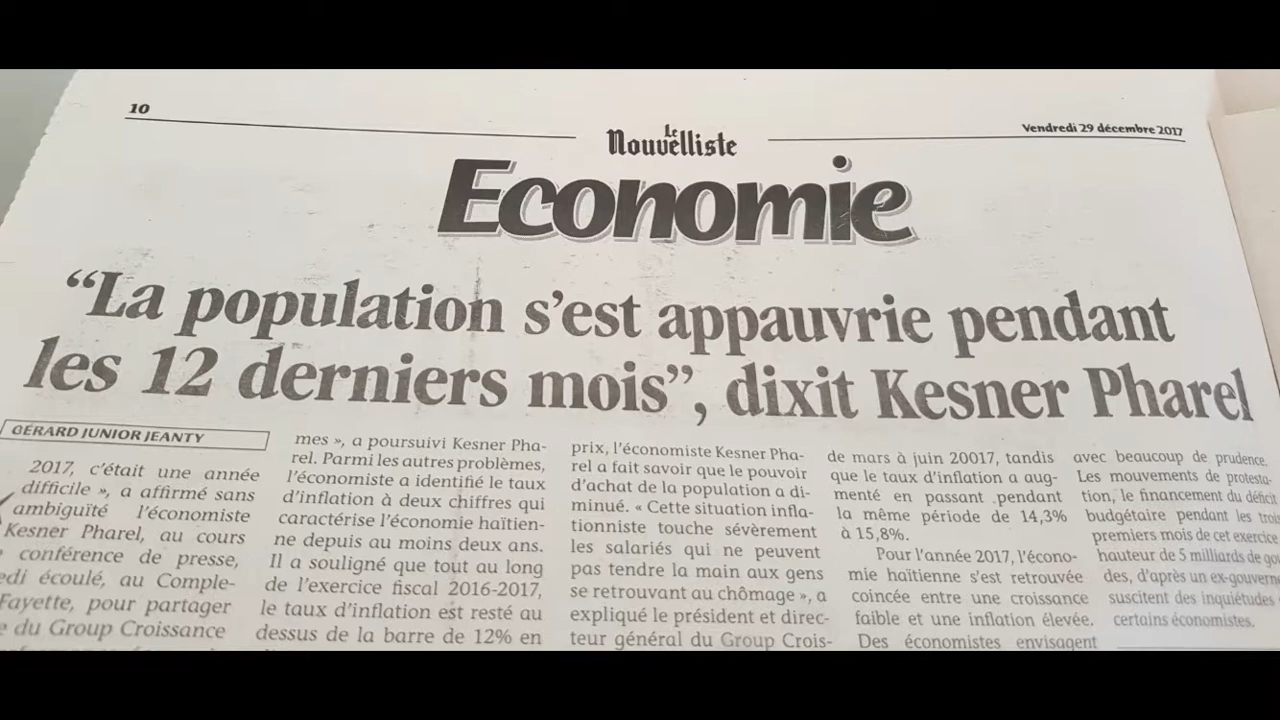 10
Le Nouvelliste
Vendredi 29 décembre 2017
Economie
“La population s’est appauvrie pendant
les 12 derniers mois”, dixit Kesner Pharel
GÉRARD JUNIOR JEANTY
2017, c’était une année
difficile », a affirmé sans
ambiguïté l’économiste
Kesner Pharel, au cours
conférence de presse,
écoulé, au Comple-
Fayette, pour partager
du Group Croissance
mes », a poursuivi Kesner Pha-
rel. Parmi les autres problèmes,
l’économiste a identifié le taux
d’inflation à deux chiffres qui
caractérise l’économie haïtien-
ne depuis au moins deux ans.
Il a souligné que tout au long
de l’exercice fiscal 2016-2017,
le taux d’inflation est resté au
dessus de la barre de 12% en
prix, l’économiste Kesner Pha-
rel a fait savoir que le pouvoir
d’achat de la population a di-
minué. « Cette situation infla-
tionniste touche sévèrement
les salariés qui ne peuvent
pas tendre la main aux gens
se retrouvant au chômage », a
expliqué le président et direc-
teur général du Group Crois-
de mars à juin 20017, tandis
que le taux d’inflation a aug-
menté en passant pendant
la même période de 14,3%
à 15,8%.
Pour l’année 2017, l’écono-
mie haïtienne s’est retrouvée
coincée entre une croissance
faible et une inflation élevée.
Des économistes envisagent
avec beaucoup de prudence.
Les mouvements de protesta-
tion, le financement du déficit
budgétaire pendant les trois
premiers mois de cet exercice
hauteur de 5 milliards de
des, d’après un
suscitent des inquiétudes
certains économistes.